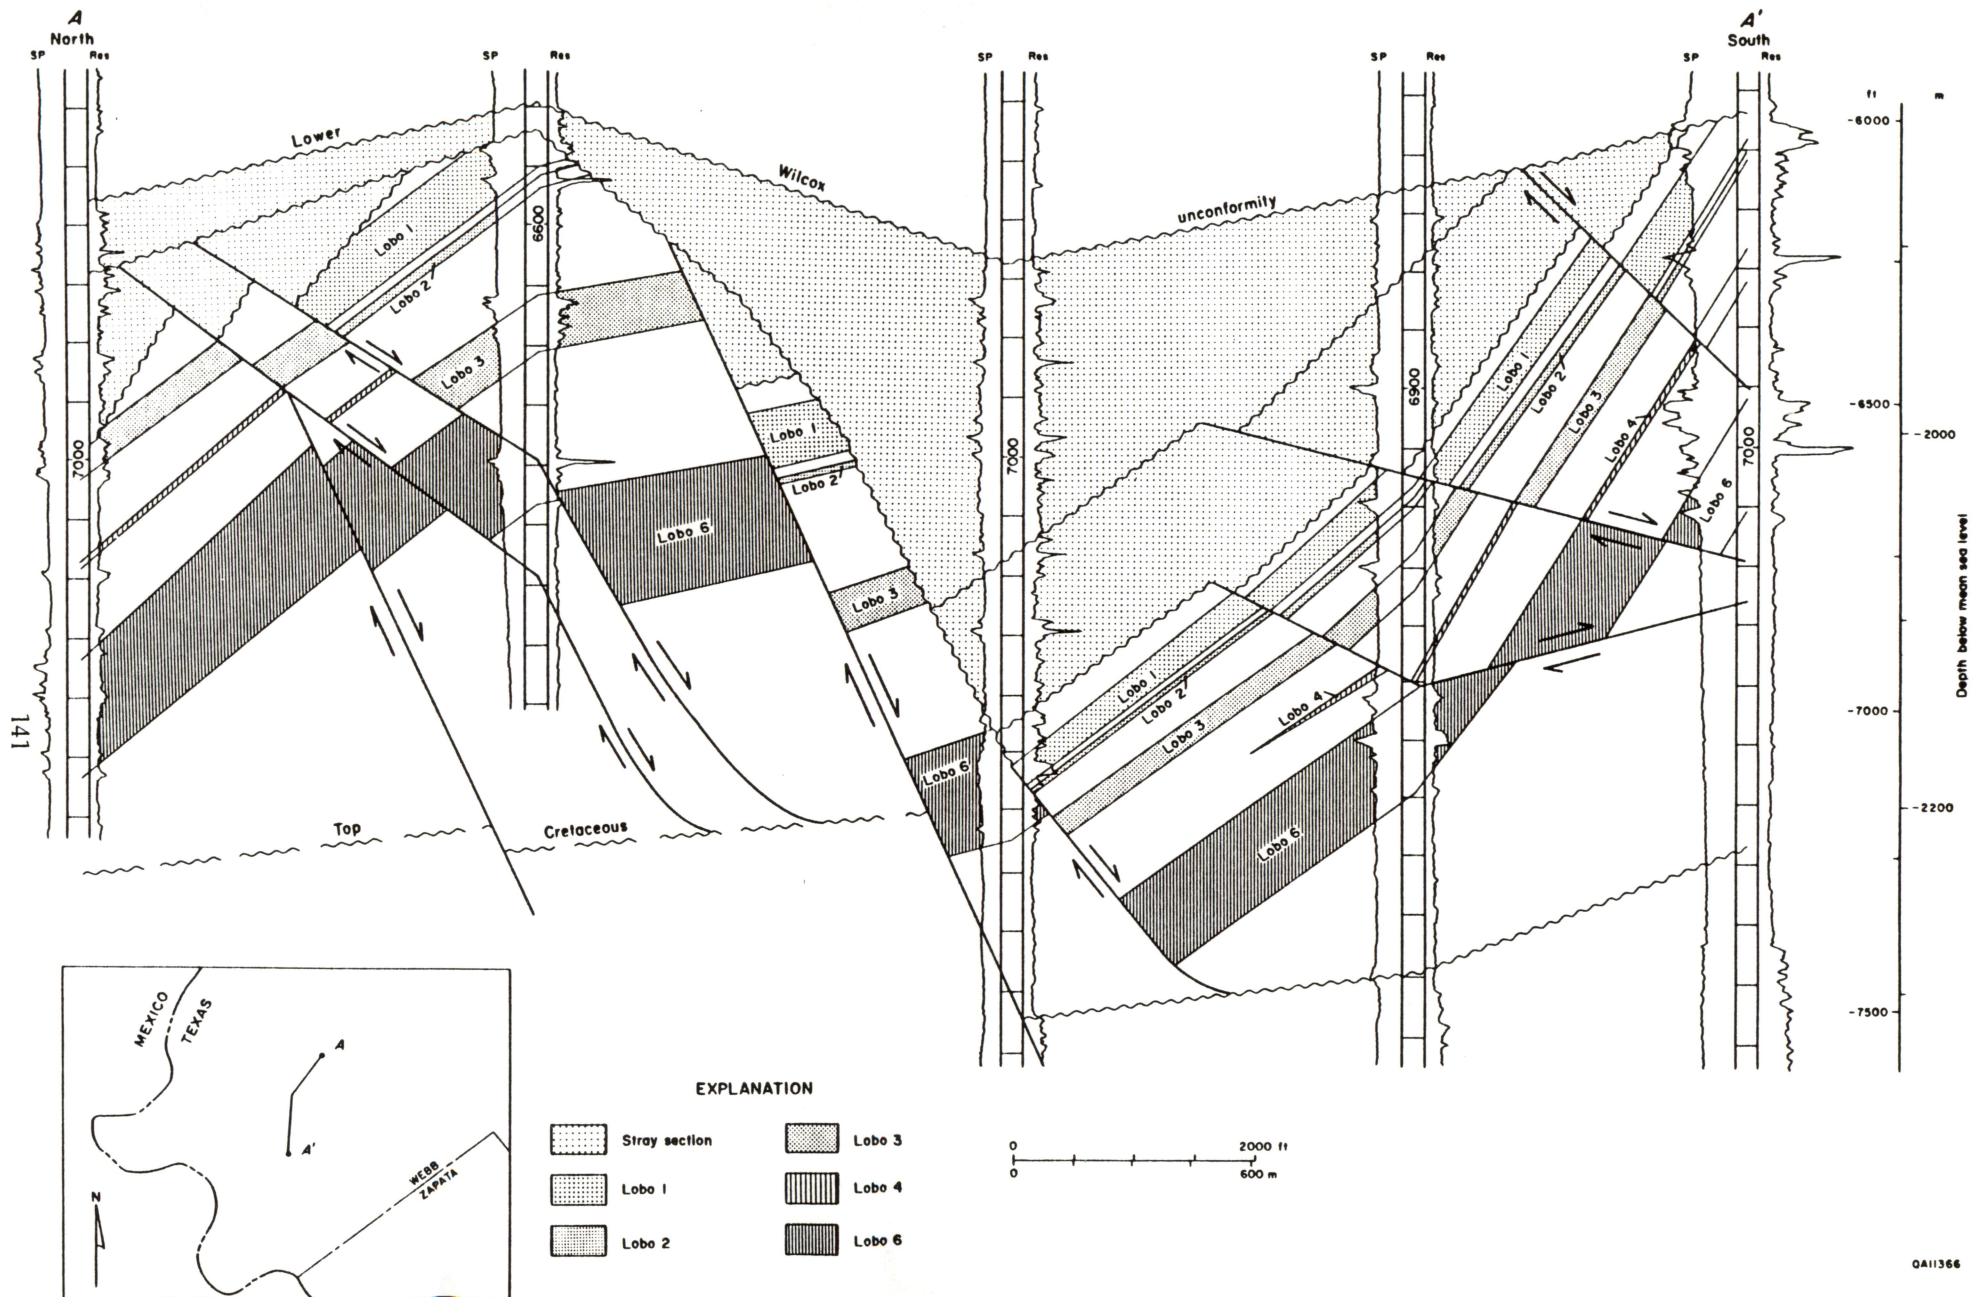 A
North
A'
South
SP Res
SP Res
SP Res
SP Res
SP Res
ft m
-6000
-6500
-2000
-7000
-2200
-7500
Depth below mean sea level
Lower
Wilcox
unconformity
Lobo 1
Lobo 2
Lobo 3
6600
7000
Lobo 1
Lobo 2
Lobo 3
Lobo 6
Lobo 6
7000
Lobo 1
Lobo 2
Lobo 3
Lobo 4
Lobo 6
6900
Lobo 1
Lobo 2
Lobo 3
Lobo 4
Lobo 6
7000
Top
Cretaceous
141
MEXICO
TEXAS
A
A'
WEBB
ZAPATA
N
EXPLANATION
Stray section
Lobo 1
Lobo 2
Lobo 3
Lobo 4
Lobo 6
0 2000 ft
0 600 m
QA11366